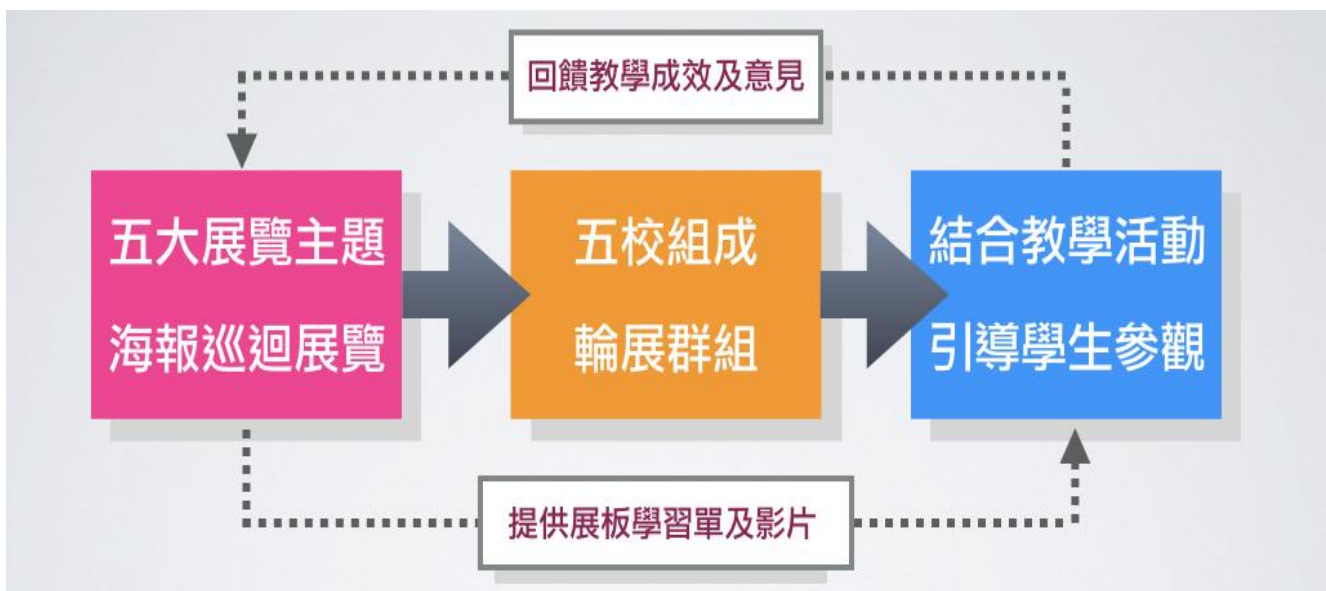 回饋教學成效及意見
五大展覽主題
海報巡迴展覽
五校組成
輪展群組
結合教學活動
引導學生參觀
提供展板學習單及影片